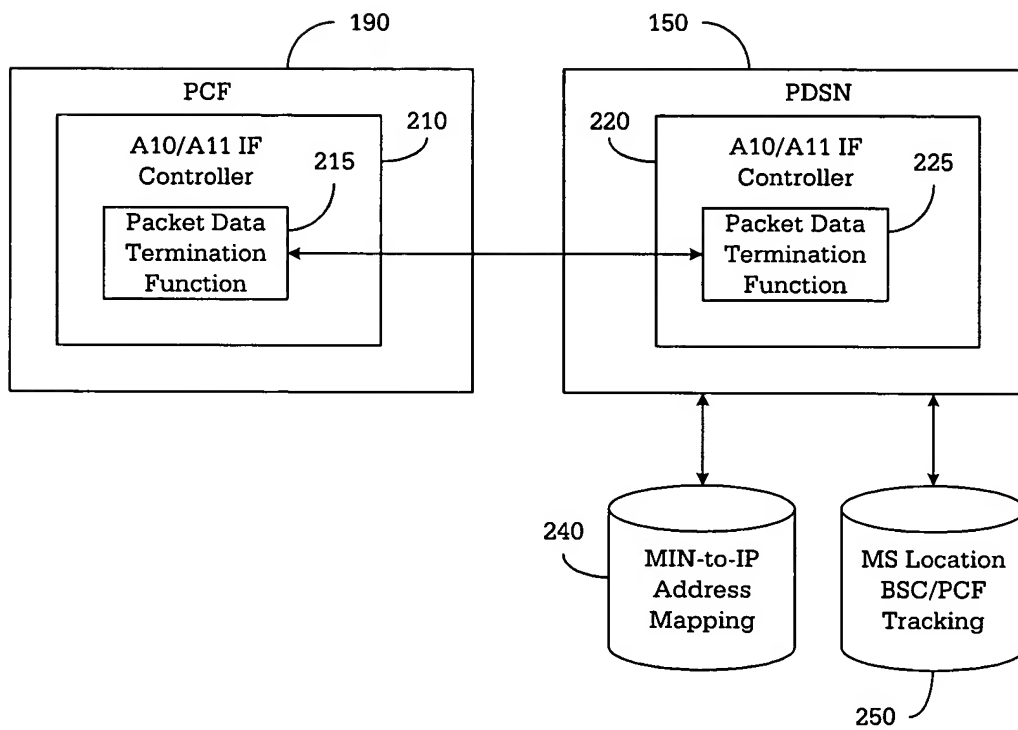 190
150
PCF
PDSN
A10/A11 IF
Controller
210
215
Packet Data
Termination
Function
220
A10/A11 IF
Controller
225
Packet Data
Termination
Function
240
MIN-to-IP
Address
Mapping
MS Location
BSC/PCF
Tracking
250